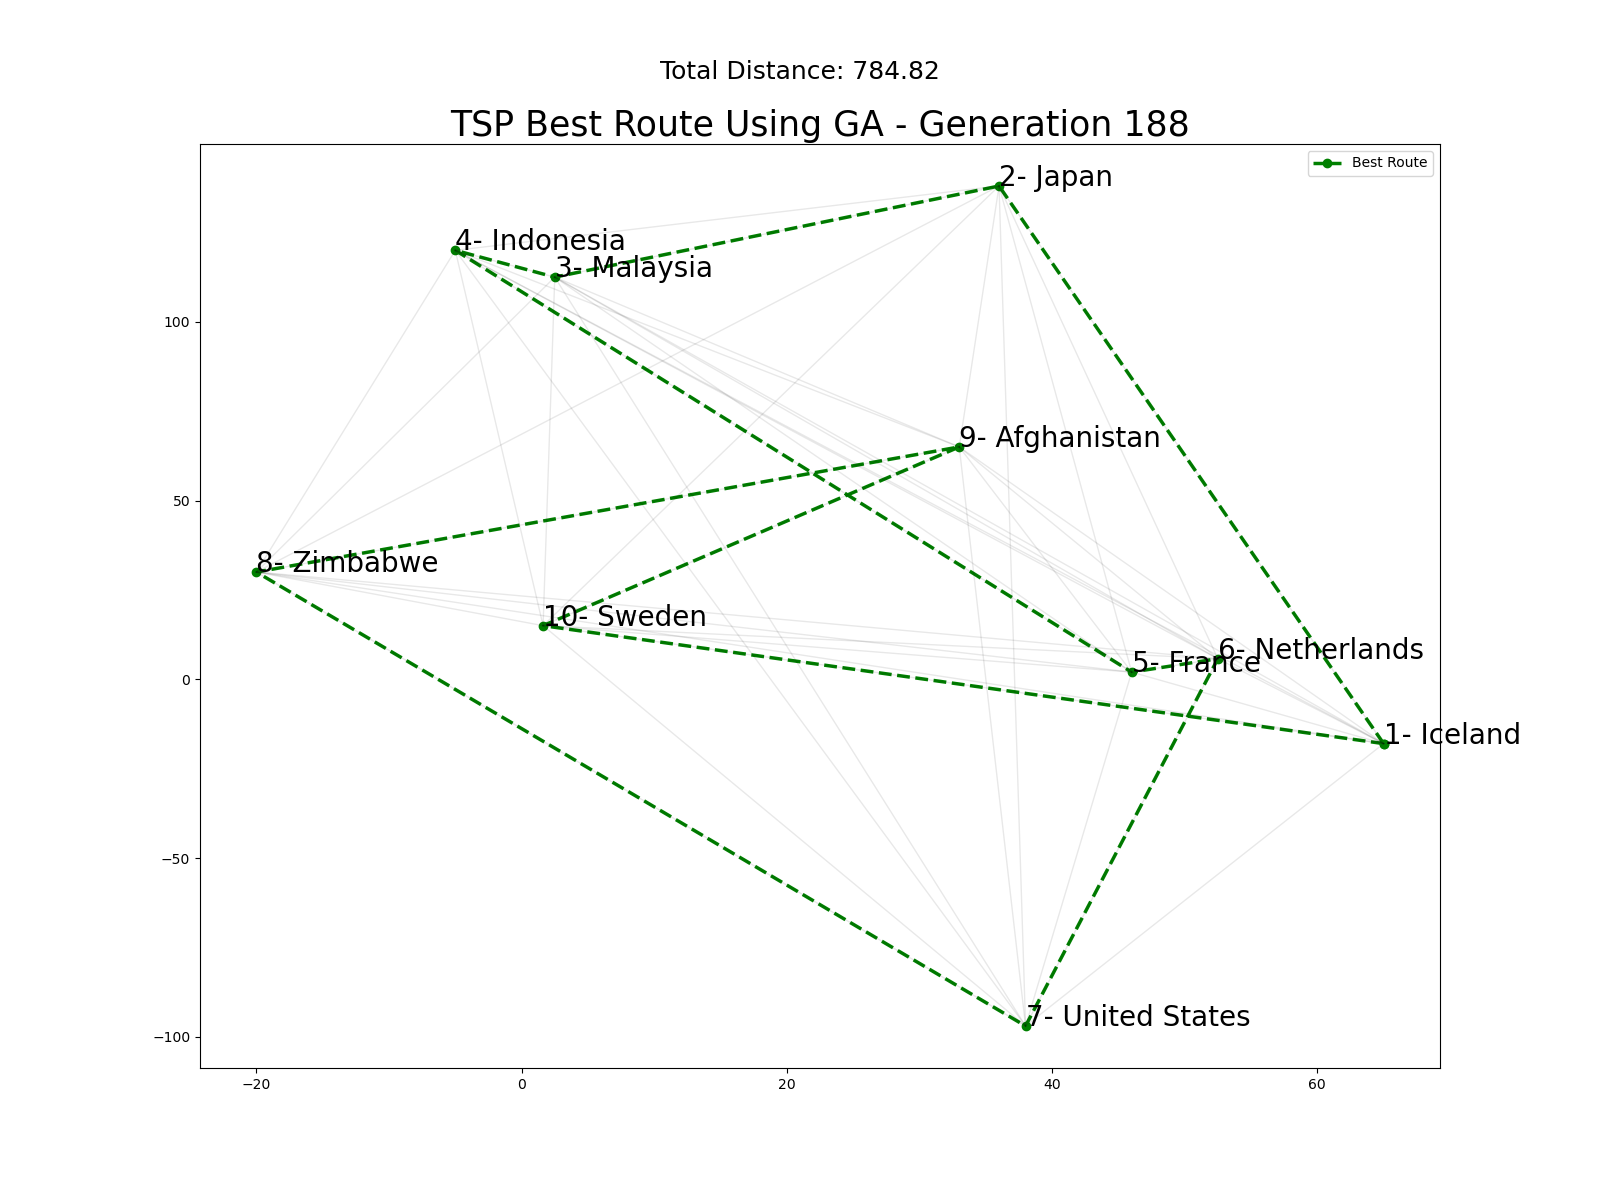 Total Distance: 784.82
TSP Best Route Using GA - Generation 188
Best Route
2- Japan
4- Indonesia
3- Malaysia
100
9- Afghanistan
50
8- Zimbabwe
10- Sweden
6- Netherlands
5- France
0
1- Iceland
−50
7- United States
−100
−20 0 20 40 60